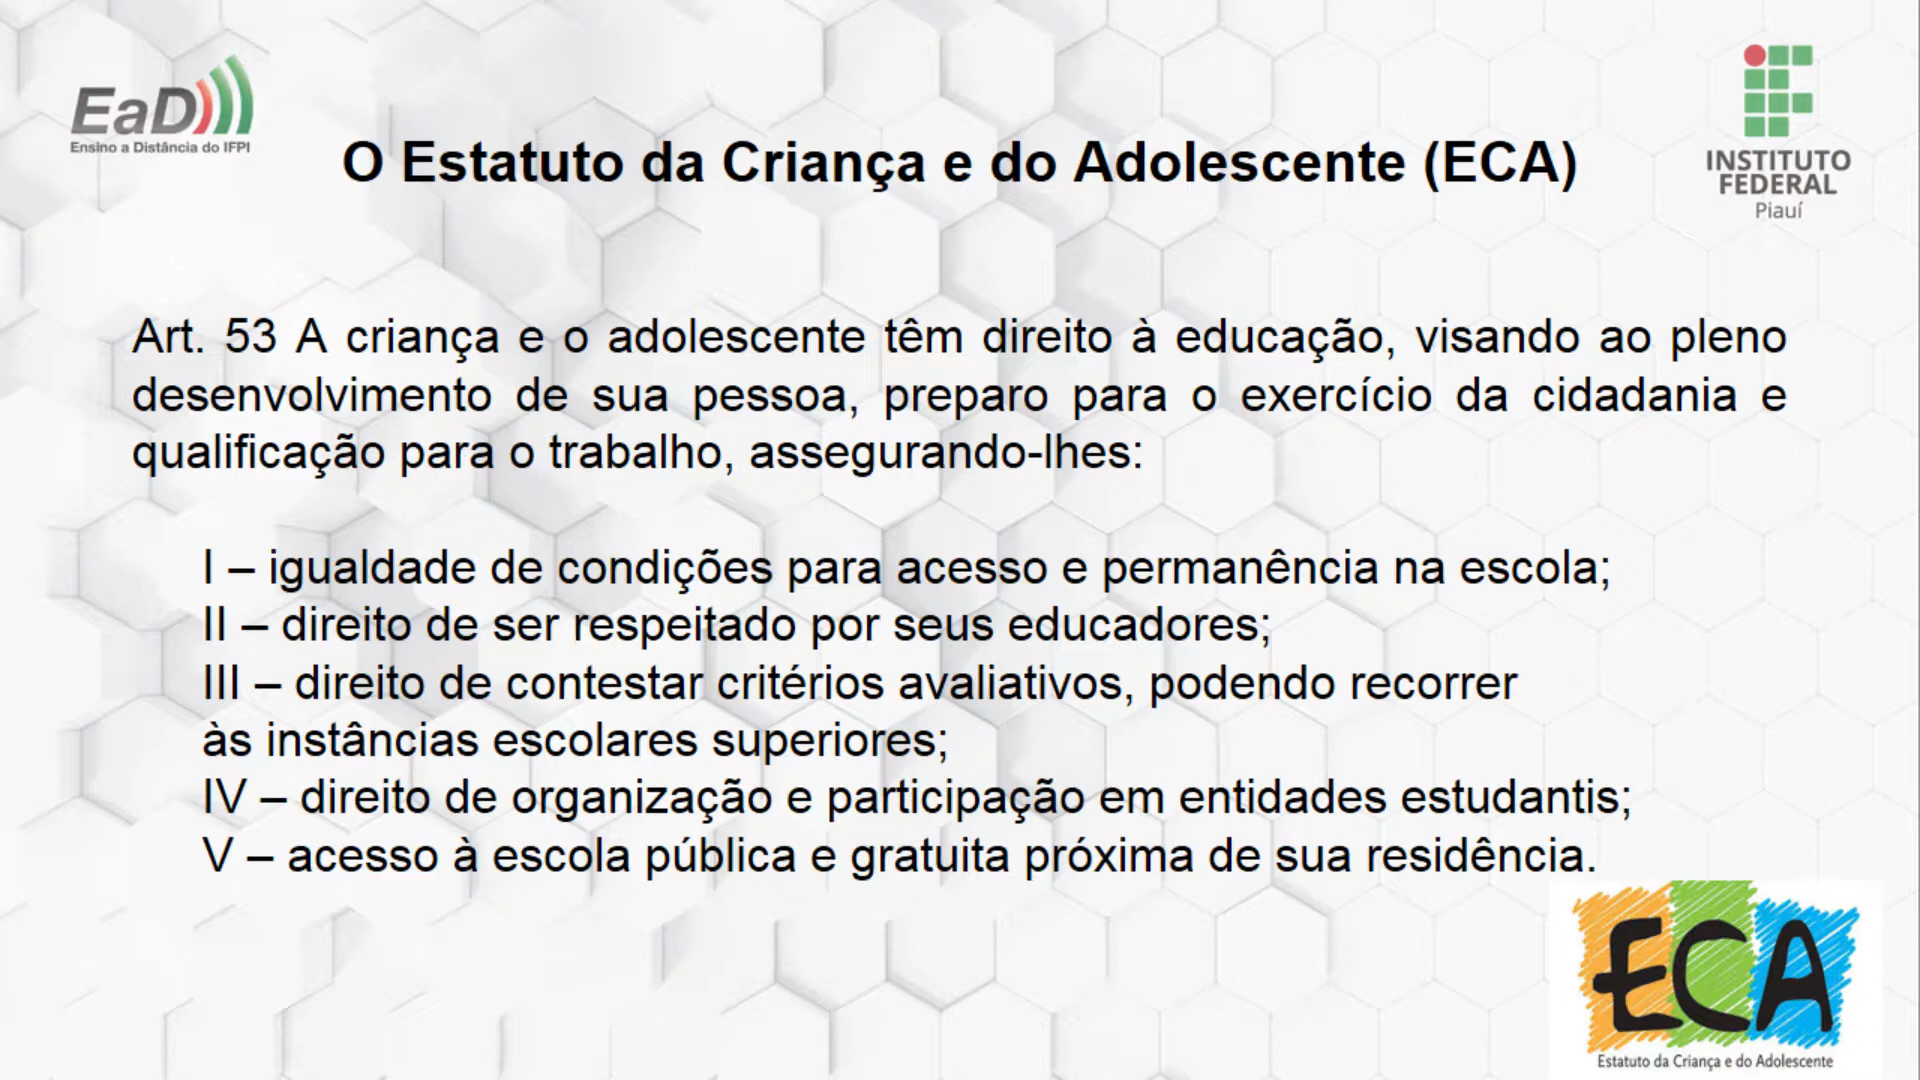 EaD
Ensino a Distância do IFPI
O Estatuto da Criança e do Adolescente (ECA)
INSTITUTO
FEDERAL
Piauí
Art. 53 A criança e o adolescente têm direito à educação, visando ao pleno
desenvolvimento de sua pessoa, preparo para o exercício da cidadania e
qualificação para o trabalho, assegurando-lhes:
I – igualdade de condições para acesso e permanência na escola;
II – direito de ser respeitado por seus educadores;
III – direito de contestar critérios avaliativos, podendo recorrer
às instâncias escolares superiores;
IV – direito de organização e participação em entidades estudantis;
V – acesso à escola pública e gratuita próxima de sua residência.
ECA
Estatuto da Criança e do Adolescente